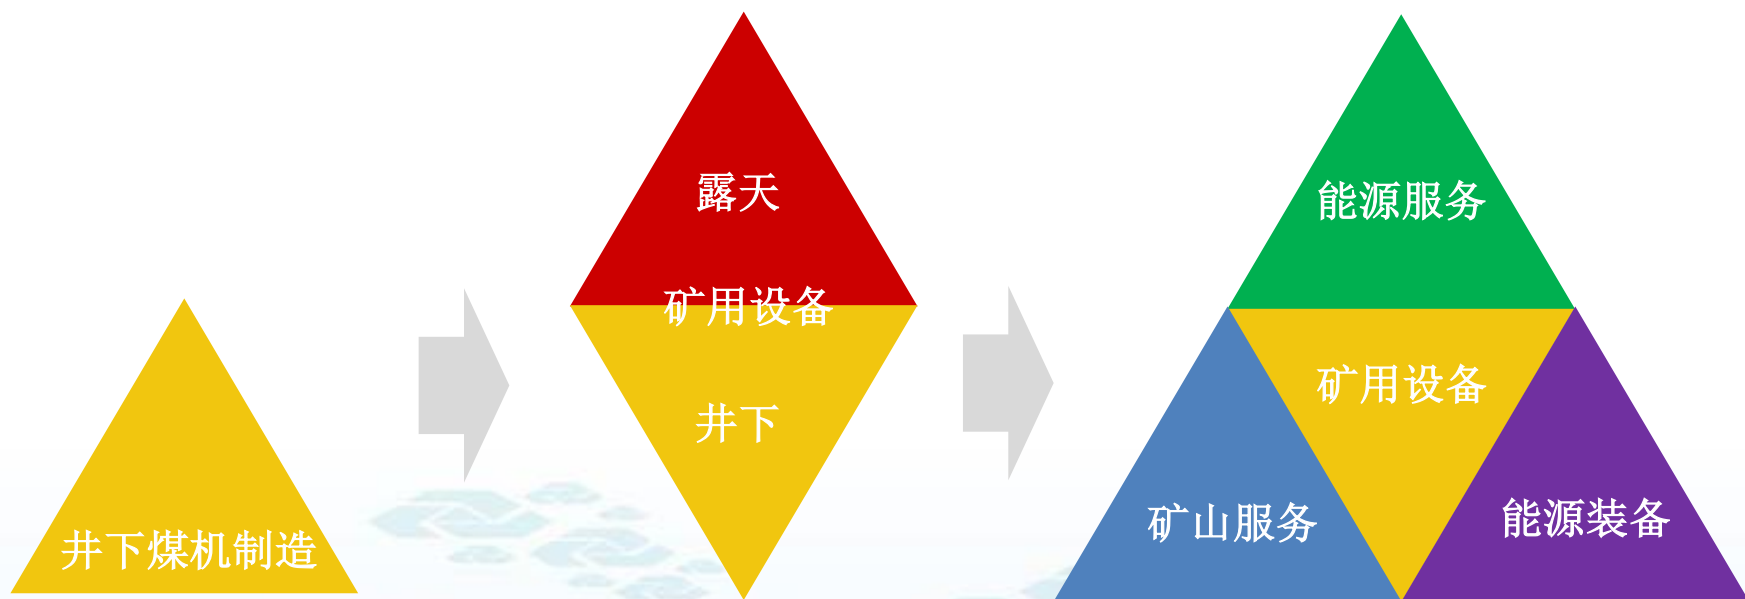 井下煤机制造
露天
矿用设备
井下
能源服务
矿用设备
矿山服务
能源装备